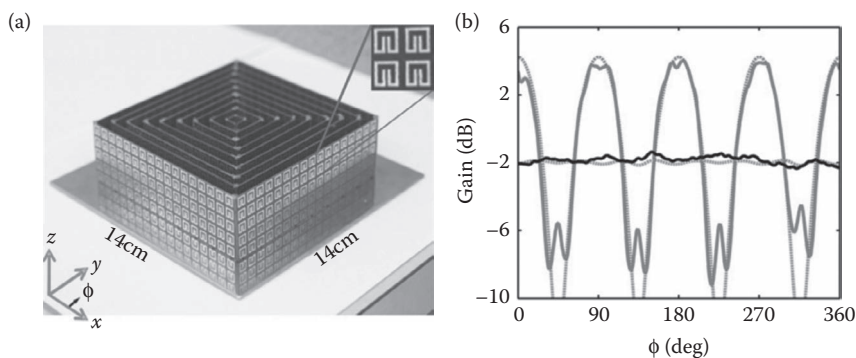 (a)
14cm
14cm
z
y
ϕ
x
(b)
Gain (dB)
6
2
−2
−6
−10
0
90
180
270
360
ϕ (deg)